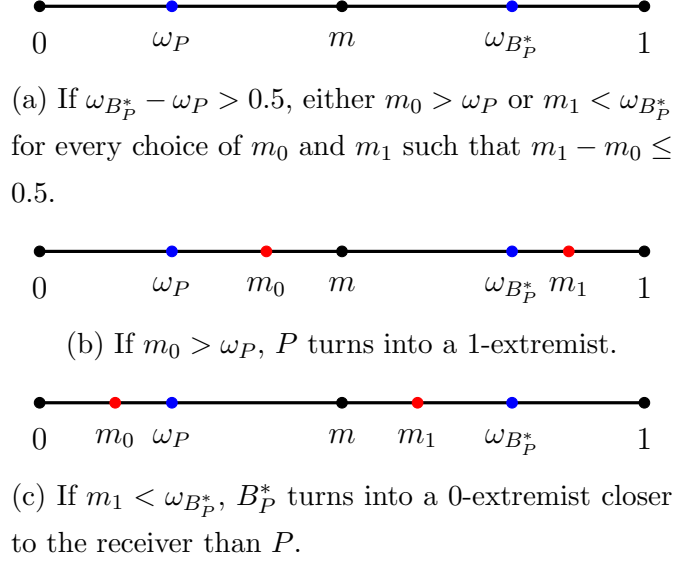 0 ω_P m ω_{B_P^*} 1
(a) If ω_{B_P^*} − ω_P > 0.5, either m_0 > ω_P or m_1 < ω_{B_P^*}
for every choice of m_0 and m_1 such that m_1 − m_0 ≤
0.5.
0 ω_P m_0 m ω_{B_P^*} m_1 1
(b) If m_0 > ω_P, P turns into a 1-extremist.
0 m_0 ω_P m m_1 ω_{B_P^*} 1
(c) If m_1 < ω_{B_P^*}, B_P^* turns into a 0-extremist closer
to the receiver than P.